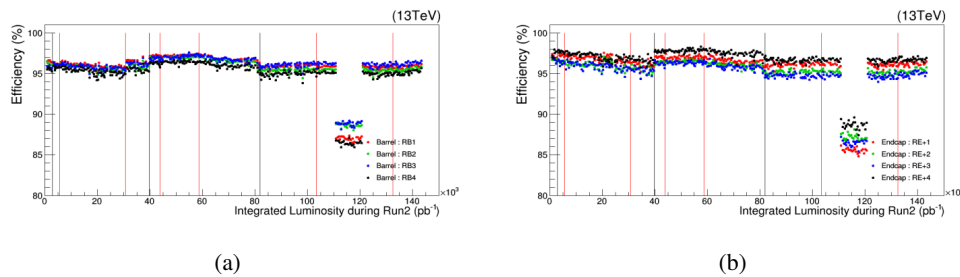 (13TeV)
Efficiency (%)
100
95
90
85
80
Barrel : RB1
Barrel : RB2
Barrel : RB3
Barrel : RB4
0 20 40 60 80 100 120 140
×10³
Integrated Luminosity during Run2 (pb⁻¹)
(a)
(13TeV)
Efficiency (%)
100
95
90
85
80
Endcap : RE+1
Endcap : RE+2
Endcap : RE+3
Endcap : RE+4
0 20 40 60 80 100 120 140
×10
Integrated Luminosity during Run2 (pb⁻¹)
(b)